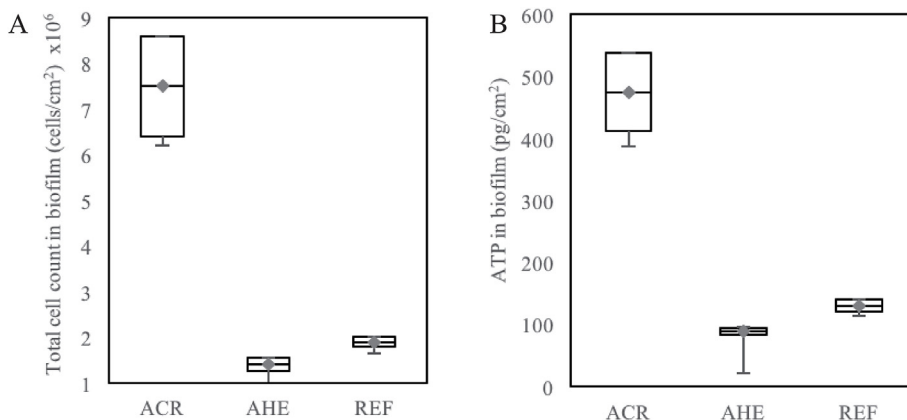 A
Total cell count in biofilm (cells/cm²) x10⁶
9
8
7
6
5
4
3
2
1
ACR AHE REF
B
ATP in biofilm (pg/cm²)
600
500
400
300
200
100
0
ACR AHE REF